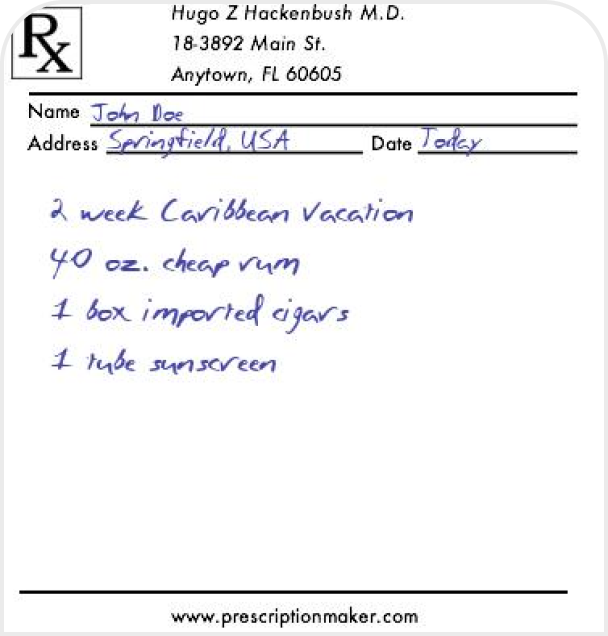 Rx
Hugo Z Hackenbush M.D.
18-3892 Main St.
Anytown, FL 60605
Name John Doe
Address Springfield, USA Date Today
2 week Caribbean Vacation
40 oz. cheap rum
1 box imported cigars
1 tube sunscreen
www.prescriptionmaker.com